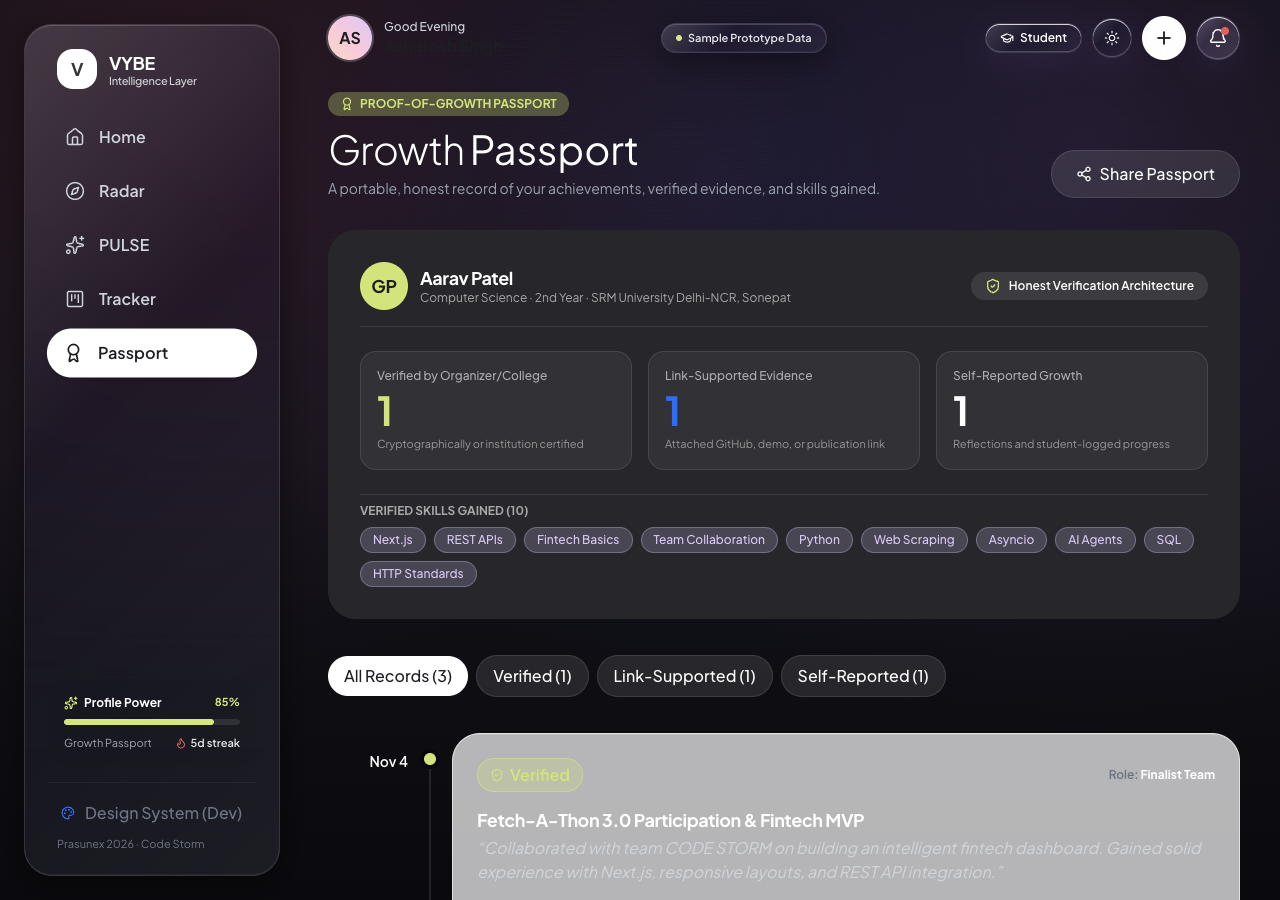 V
VYBE
Intelligence Layer
Home
Radar
PULSE
Tracker
Passport
Profile Power 85%
Growth Passport 5d streak
Design System (Dev)
Prasunex 2026 · Code Storm
AS
Good Evening
Sample Prototype Data
Student
PROOF-OF-GROWTH PASSPORT
Growth Passport
A portable, honest record of your achievements, verified evidence, and skills gained.
Share Passport
GP
Aarav Patel
Computer Science · 2nd Year · SRM University Delhi-NCR, Sonepat
Honest Verification Architecture
Verified by Organizer/College
1
Cryptographically or institution certified
Link-Supported Evidence
1
Attached GitHub, demo, or publication link
Self-Reported Growth
1
Reflections and student-logged progress
VERIFIED SKILLS GAINED (10)
Next.js REST APIs Fintech Basics Team Collaboration Python Web Scraping Asyncio AI Agents SQL
HTTP Standards
All Records (3) Verified (1) Link-Supported (1) Self-Reported (1)
Nov 4
Verified
Role: Finalist Team
Fetch-A-Thon 3.0 Participation & Fintech MVP
"Collaborated with team CODE STORM on building an intelligent fintech dashboard. Gained solid
experience with Next.js, responsive layouts, and REST API integration."